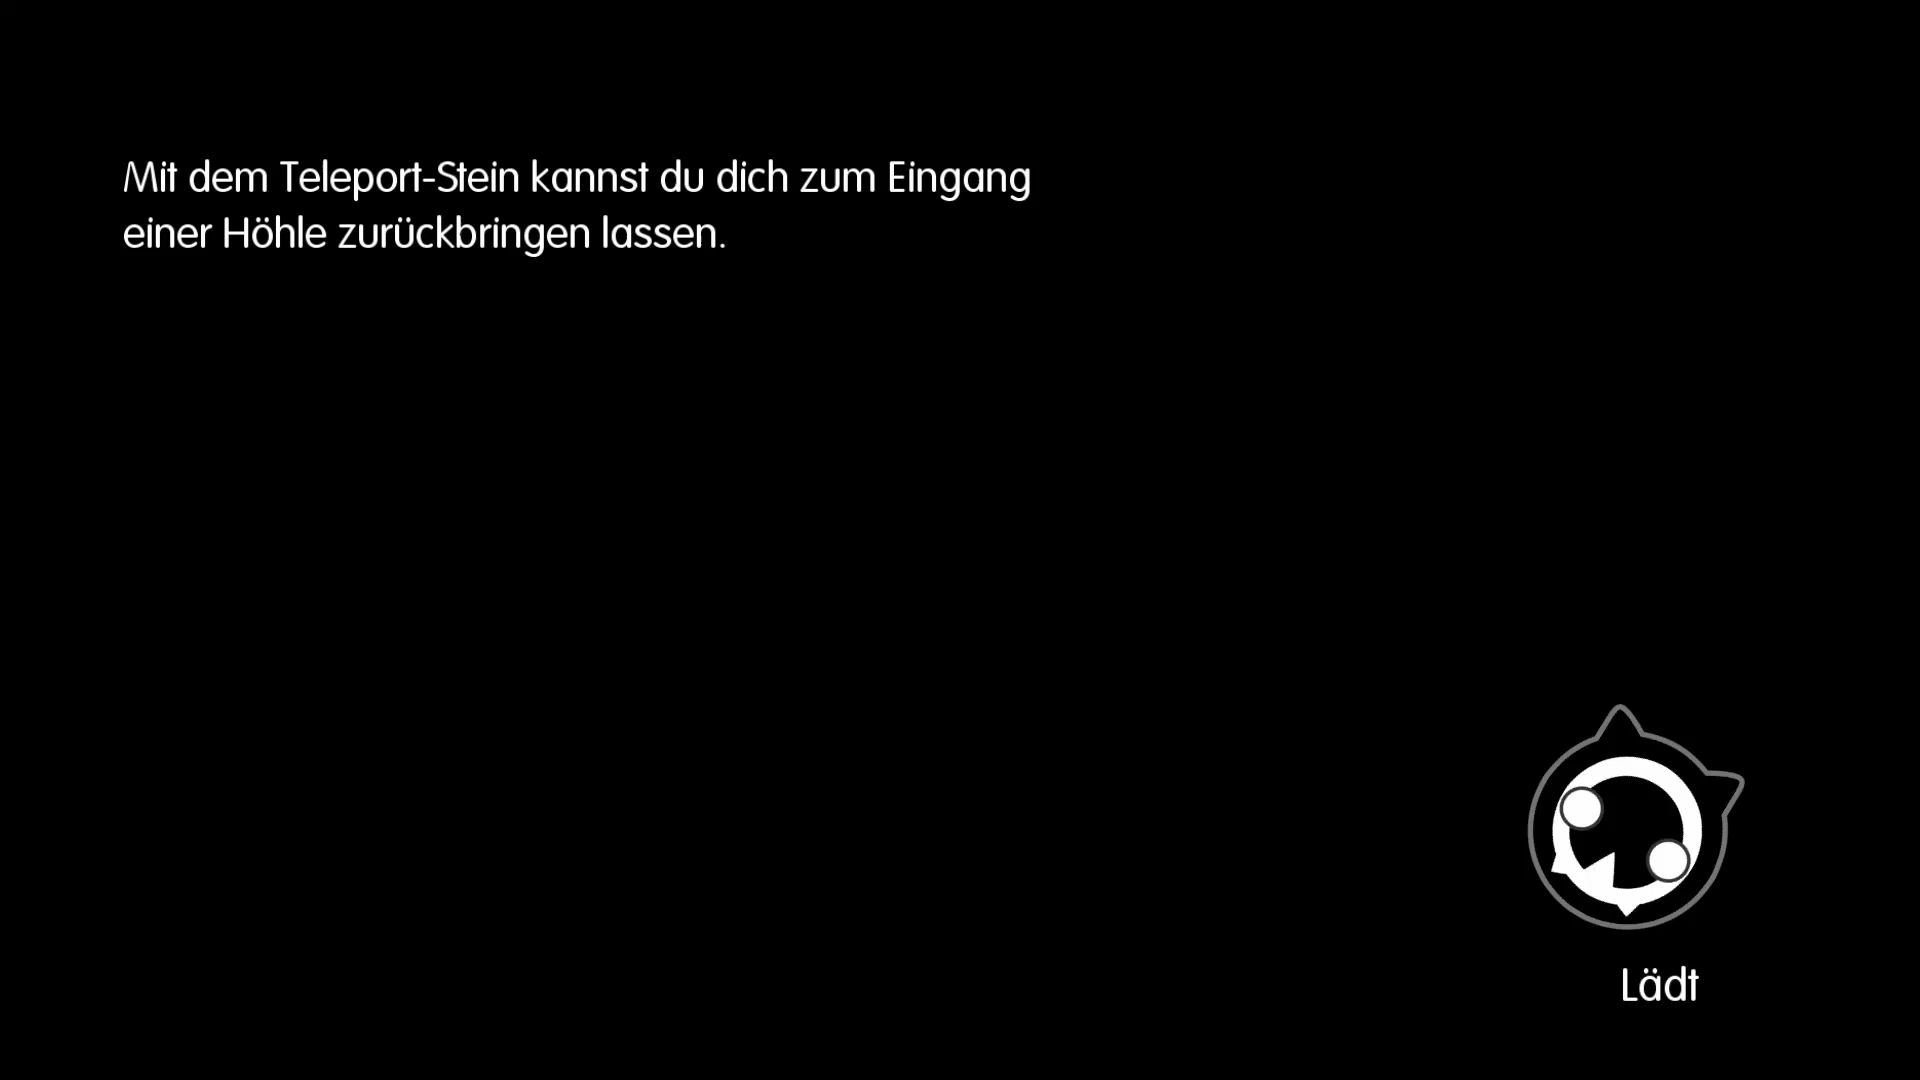 Mit dem Teleport-Stein kannst du dich zum Eingang
einer Höhle zurückbringen lassen.
Lädt